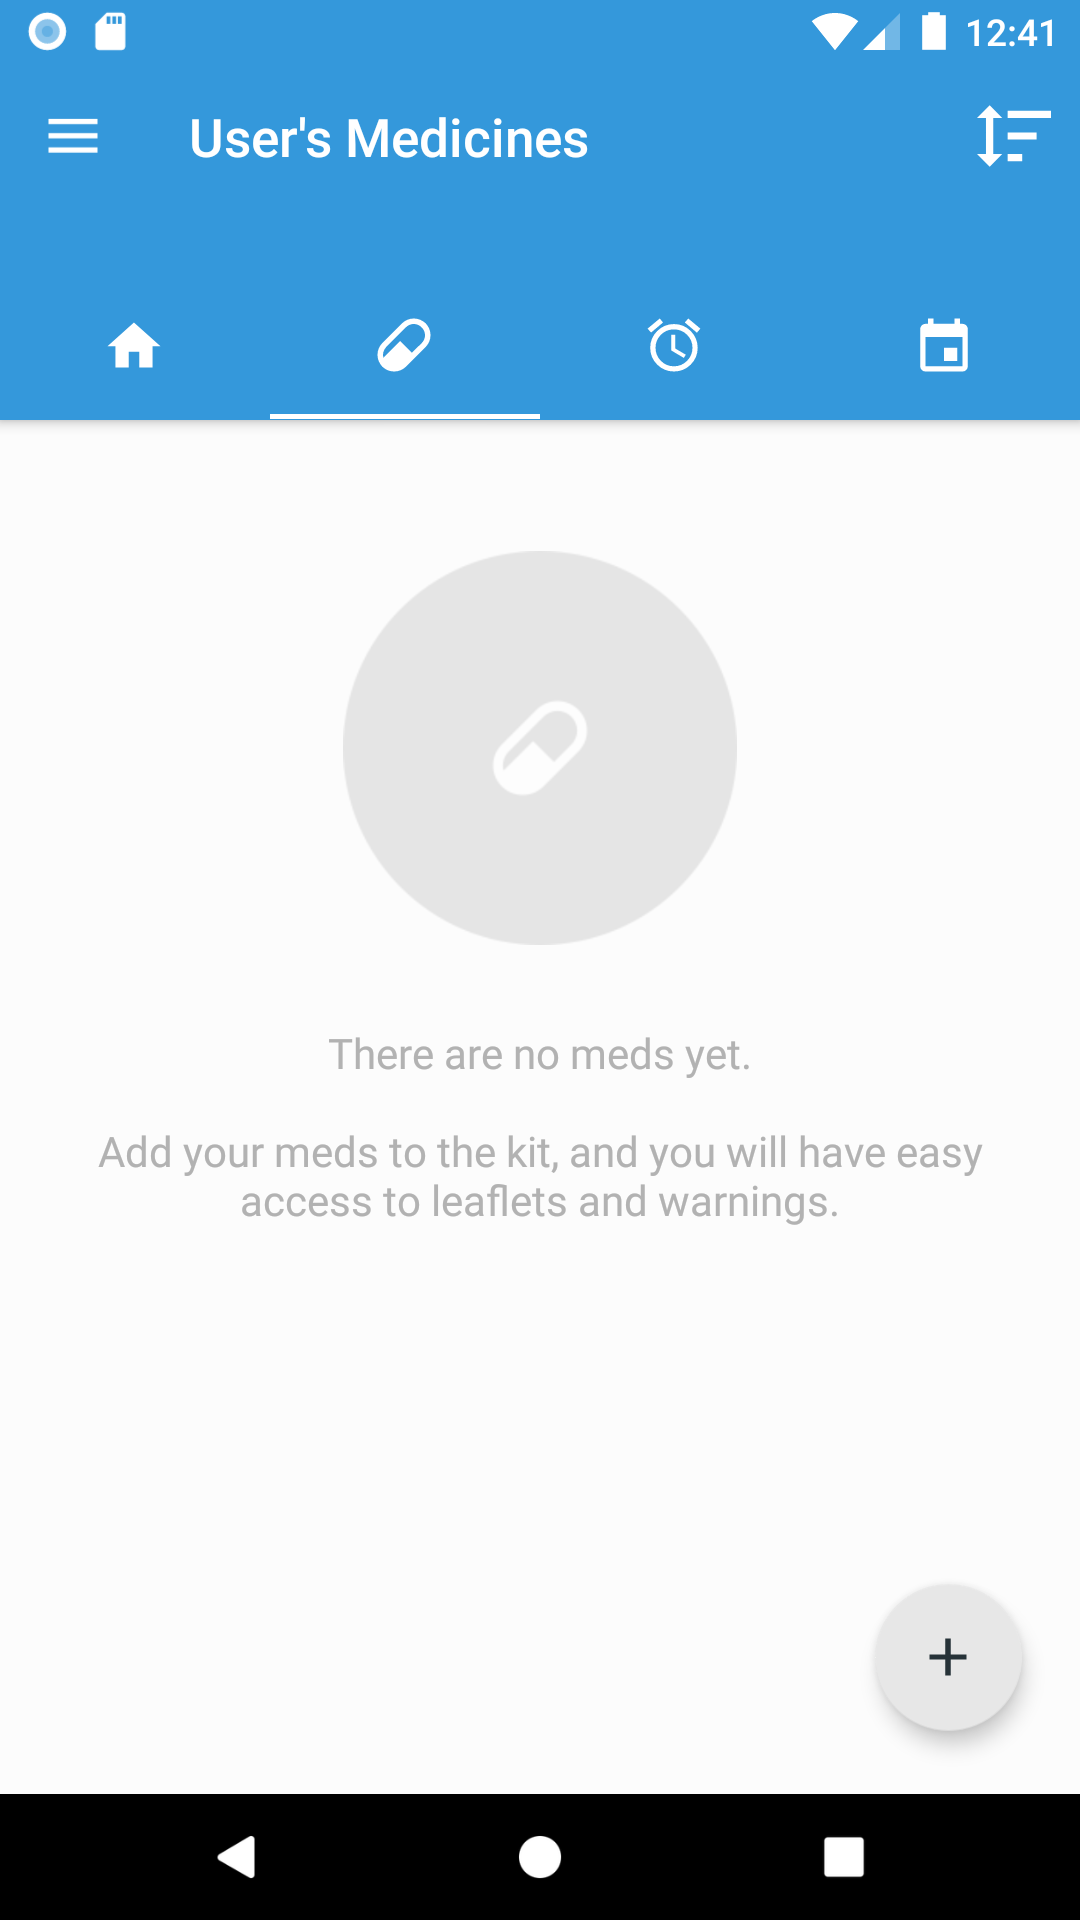 12:41
User's Medicines
There are no meds yet.
Add your meds to the kit, and you will have easy
access to leaflets and warnings.